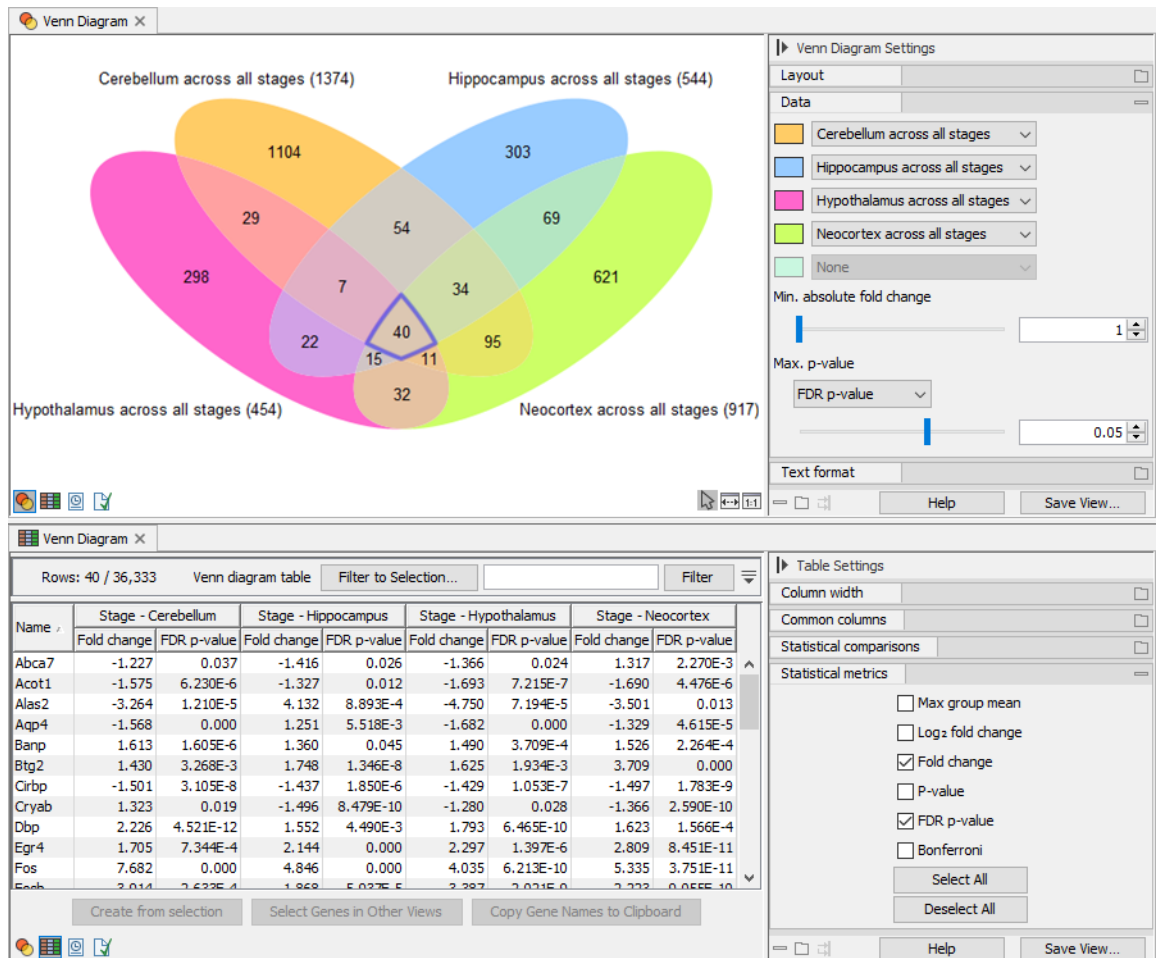 Venn Diagram
Venn Diagram Settings
Layout
Data
Cerebellum across all stages (1374)
Hippocampus across all stages (544)
1104
303
29
54
69
298
7
34
621
22
40
95
15
11
32
Hypothalamus across all stages (454)
Neocortex across all stages (917)
Cerebellum across all stages
Hippocampus across all stages
Hypothalamus across all stages
Neocortex across all stages
None
Min. absolute fold change
1
Max. p-value
FDR p-value
0.05
Text format
1:1
Help Save View...
Venn Diagram
Rows: 40 / 36,333 Venn diagram table Filter to Selection... Filter
Name Stage - Cerebellum Stage - Hippocampus Stage - Hypothalamus Stage - Neocortex
Fold change FDR p-value Fold change FDR p-value Fold change FDR p-value Fold change FDR p-value
Abca7 -1.227 0.037 -1.416 0.026 -1.366 0.024 1.317 2.270E-3
Acot1 -1.575 6.230E-6 -1.327 0.012 -1.693 7.215E-7 -1.690 4.476E-6
Alas2 -3.264 1.210E-5 4.132 8.893E-4 -4.750 7.194E-5 -3.501 0.013
Aqp4 -1.568 0.000 1.251 5.518E-3 -1.682 0.000 -1.329 4.615E-5
Banp 1.613 1.605E-6 1.360 0.045 1.490 3.709E-4 1.526 2.264E-4
Btg2 1.430 3.268E-3 1.748 1.346E-8 1.625 1.934E-3 3.709 0.000
Cirbp -1.501 3.105E-8 -1.437 1.850E-6 -1.429 1.053E-7 -1.497 1.783E-9
Cryab 1.323 0.019 -1.496 8.479E-10 -1.280 0.028 -1.366 2.590E-10
Dbp 2.226 4.521E-12 1.552 4.490E-3 1.793 6.465E-10 1.623 1.566E-4
Egr4 1.705 7.344E-4 2.144 0.000 2.297 1.397E-6 2.809 8.451E-11
Fos 7.682 0.000 4.846 0.000 4.035 6.213E-10 5.335 3.751E-11
Create from selection Select Genes in Other Views Copy Gene Names to Clipboard
Table Settings
Column width
Common columns
Statistical comparisons
Statistical metrics
Max group mean
Log₂ fold change
Fold change
P-value
FDR p-value
Bonferroni
Select All
Deselect All
Help Save View...